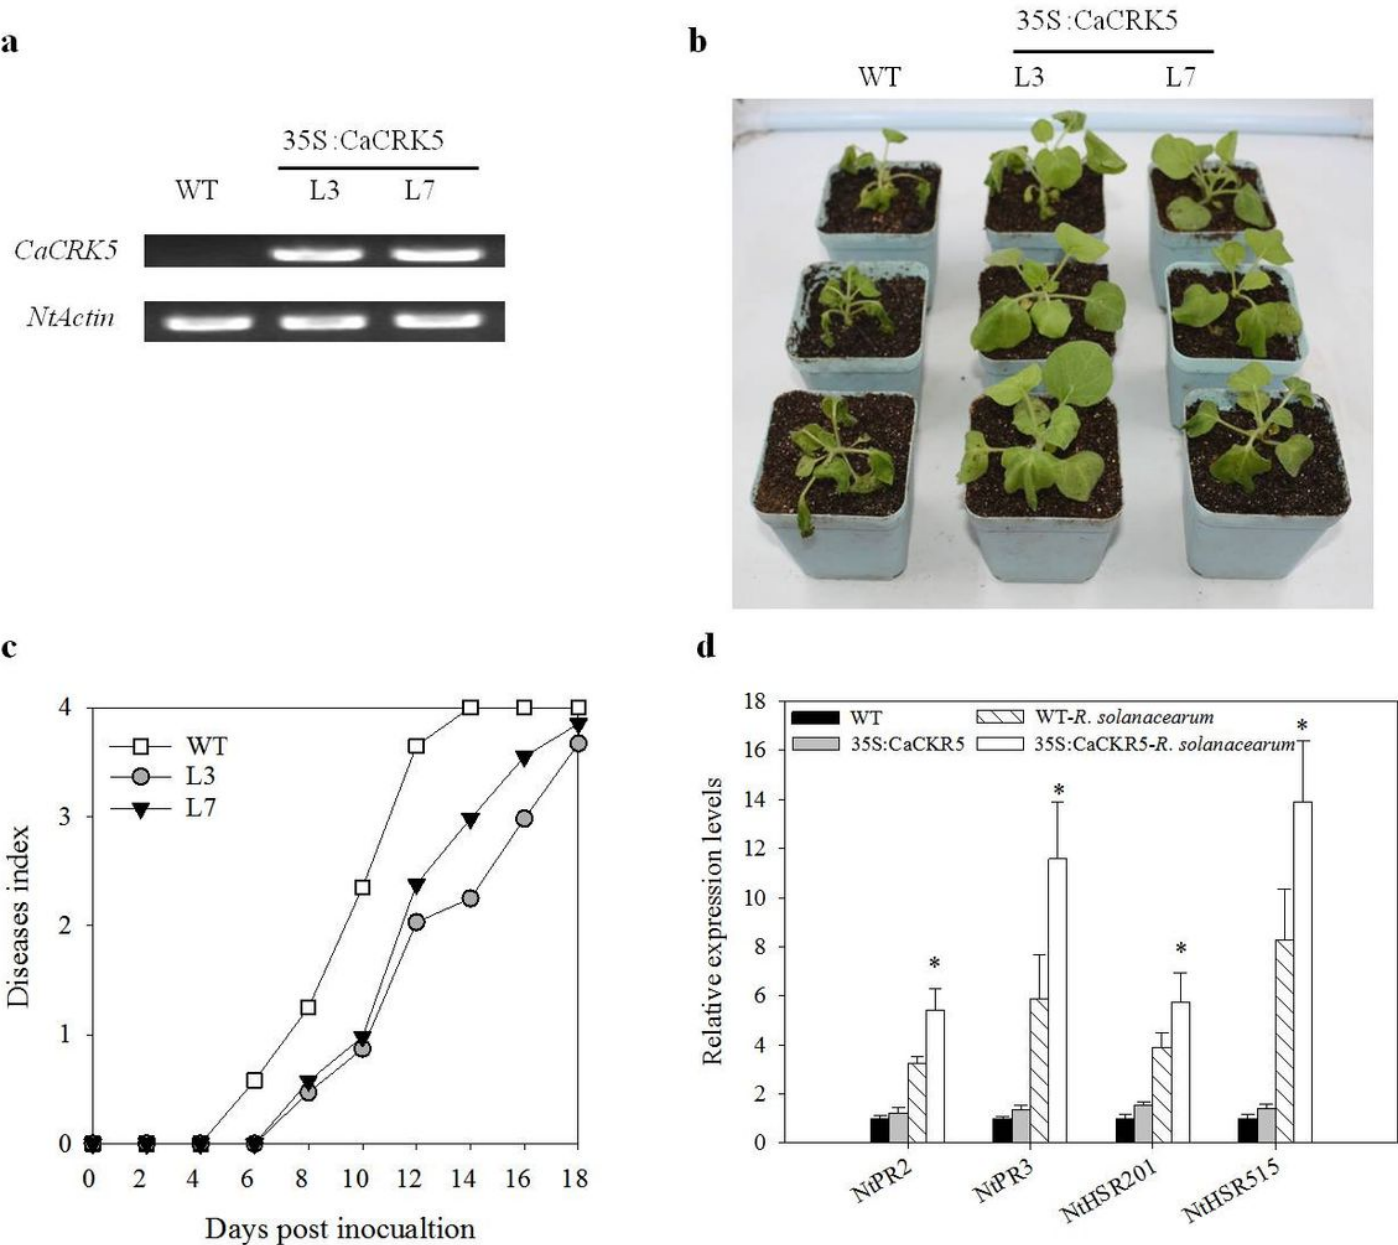 a
35S:CaCRK5
WT L3 L7
CaCRK5
NtActin
b
35S:CaCRK5
WT L3 L7
c
4
3
2
1
0
WT
L3
L7
Diseases index
0 2 4 6 8 10 12 14 16 18
Days post inocualtion
d
18
16
14
12
10
8
6
4
2
0
WT WT-R. solanacearum
35S:CaCKR5 35S:CaCKR5-R. solanacearum
* * * *
Relative expression levels
NtPR2 NtPR3 NtHSR201 NtHSR515